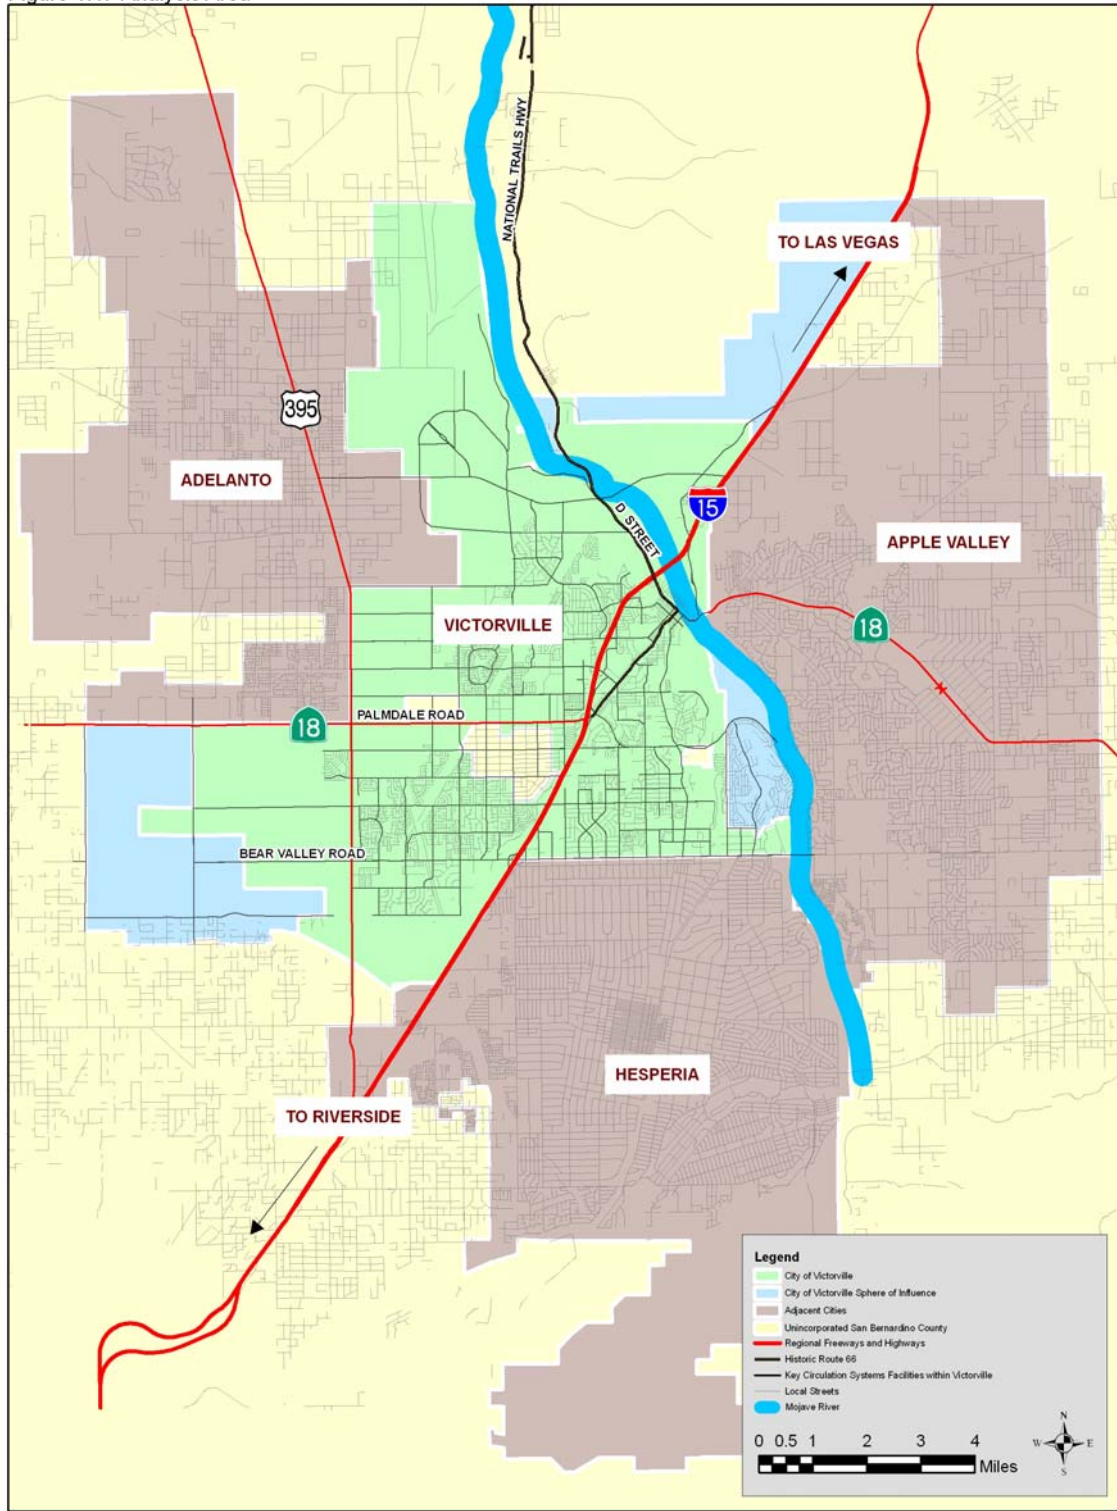 NATIONAL TRAILS HWY
TO LAS VEGAS
395
ADELANTO
15
D STREET
APPLE VALLEY
VICTORVILLE
18
18
PALMDALE ROAD
BEAR VALLEY ROAD
HESPERIA
TO RIVERSIDE
Legend
City of Victorville
City of Victorville Sphere of Influence
Adjacent Cities
Unincorporated San Bernardino County
Regional Freeways and Highways
Historic Route 66
Key Circulation Systems Facilities within Victorville
Local Streets
Mojave River
N
W E
S
0 0.5 1 2 3 4
Miles